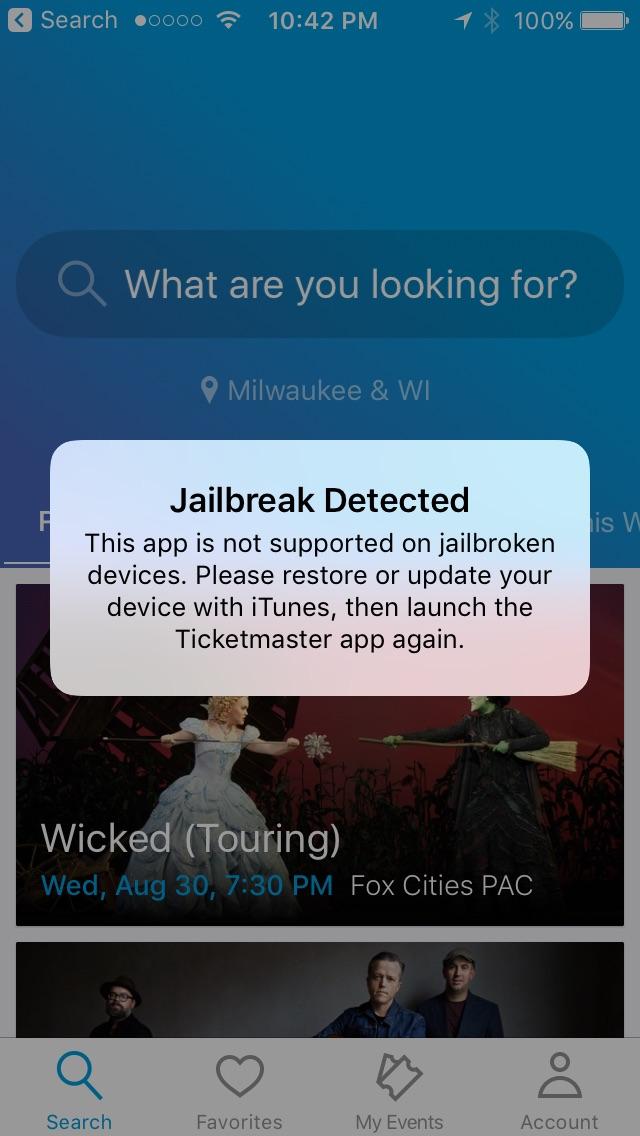 Search 10:42 PM 100%
What are you looking for?
Milwaukee & WI
Jailbreak Detected
This app is not supported on jailbroken
devices. Please restore or update your
device with iTunes, then launch the
Ticketmaster app again.
Wicked (Touring)
Wed, Aug 30, 7:30 PM Fox Cities PAC
Search Favorites My Events Account